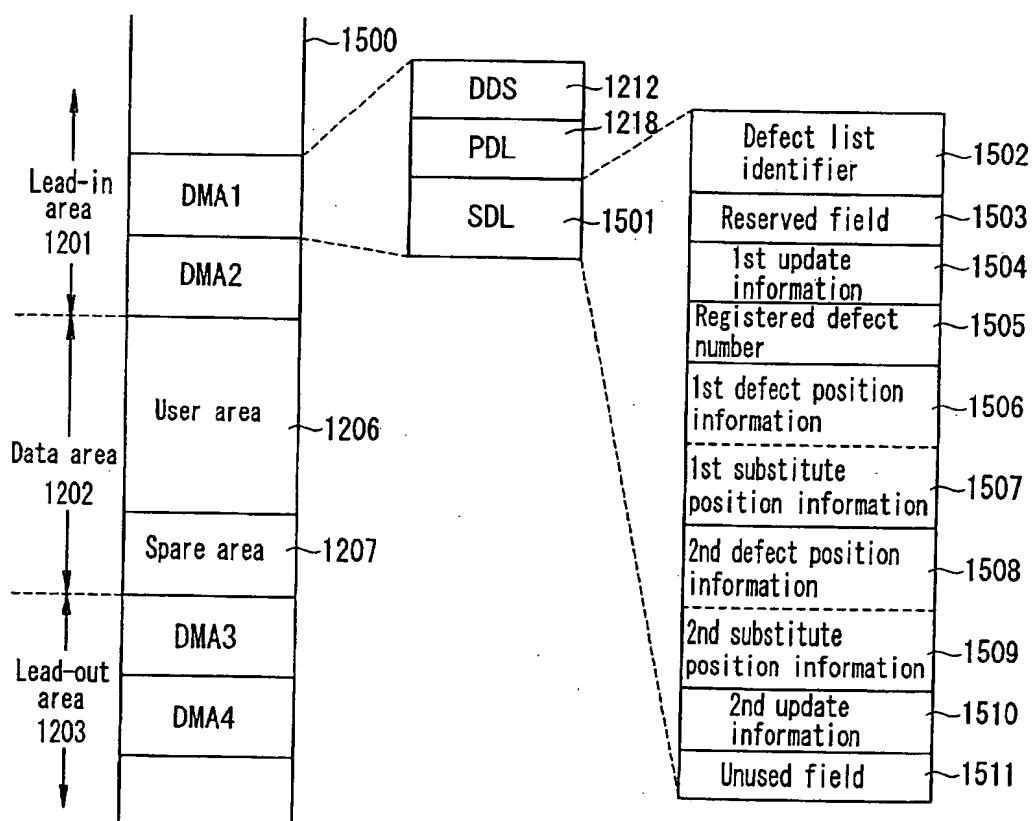 1500
Lead-in
area
1201
DMA1
DMA2
Data area
1202
User area
1206
Spare area
1207
Lead-out
area
1203
DMA3
DMA4
DDS
1212
PDL
1218
SDL
1501
Defect list
identifier
1502
Reserved field
1503
1st update
information
1504
Registered defect
number
1505
1st defect position
information
1506
1st substitute
position information
1507
2nd defect position
information
1508
2nd substitute
position information
1509
2nd update
information
1510
Unused field
1511